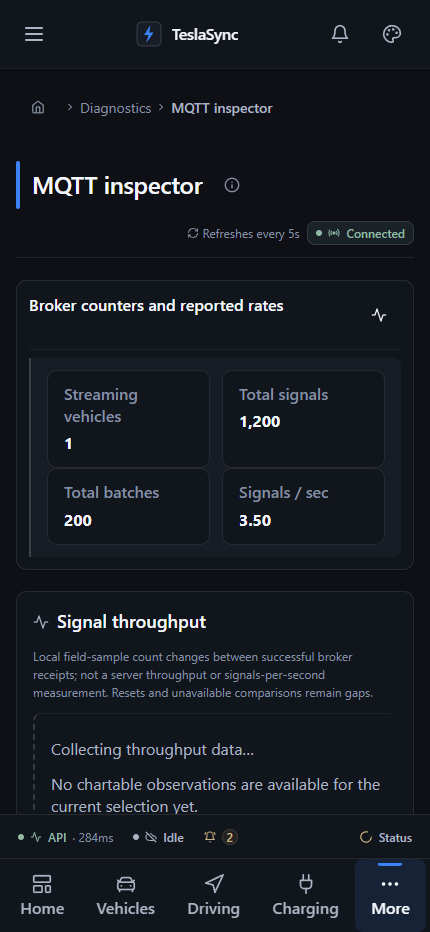 TeslaSync
Diagnostics
MQTT inspector
MQTT inspector
Refreshes every 5s
Connected
Broker counters and reported rates
Streaming
vehicles
1
Total signals
1,200
Total batches
200
Signals / sec
3.50
Signal throughput
Local field-sample count changes between successful broker
receipts; not a server throughput or signals-per-second
measurement. Resets and unavailable comparisons remain gaps.
Collecting throughput data...
No chartable observations are available for the
current selection yet.
API · 284ms
Idle
2
Status
Home
Vehicles
Driving
Charging
More